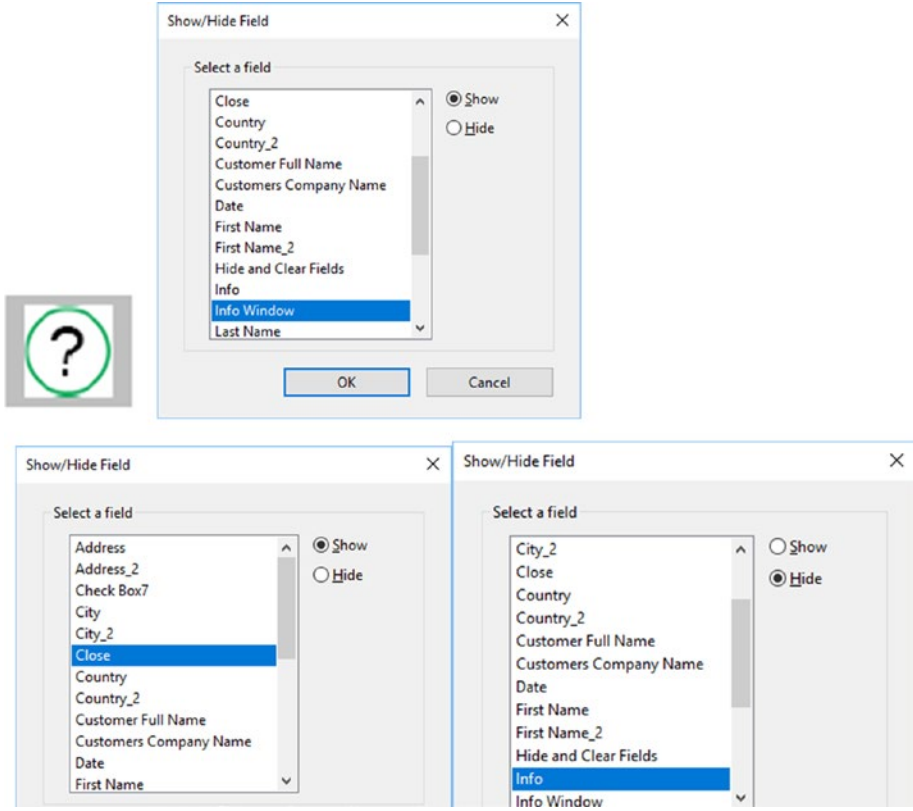 Show/Hide Field
Select a field
Close
Country
Country_2
Customer Full Name
Customers Company Name
Date
First Name
First Name_2
Hide and Clear Fields
Info
Info Window
Last Name
Show
Hide
OK
Cancel
?
Show/Hide Field
Select a field
Address
Address_2
Check Box7
City
City_2
Close
Country
Country_2
Customer Full Name
Customers Company Name
Date
First Name
Show
Hide
Show/Hide Field
Select a field
City_2
Close
Country
Country_2
Customer Full Name
Customers Company Name
Date
First Name
First Name_2
Hide and Clear Fields
Info
Info Window
Show
Hide